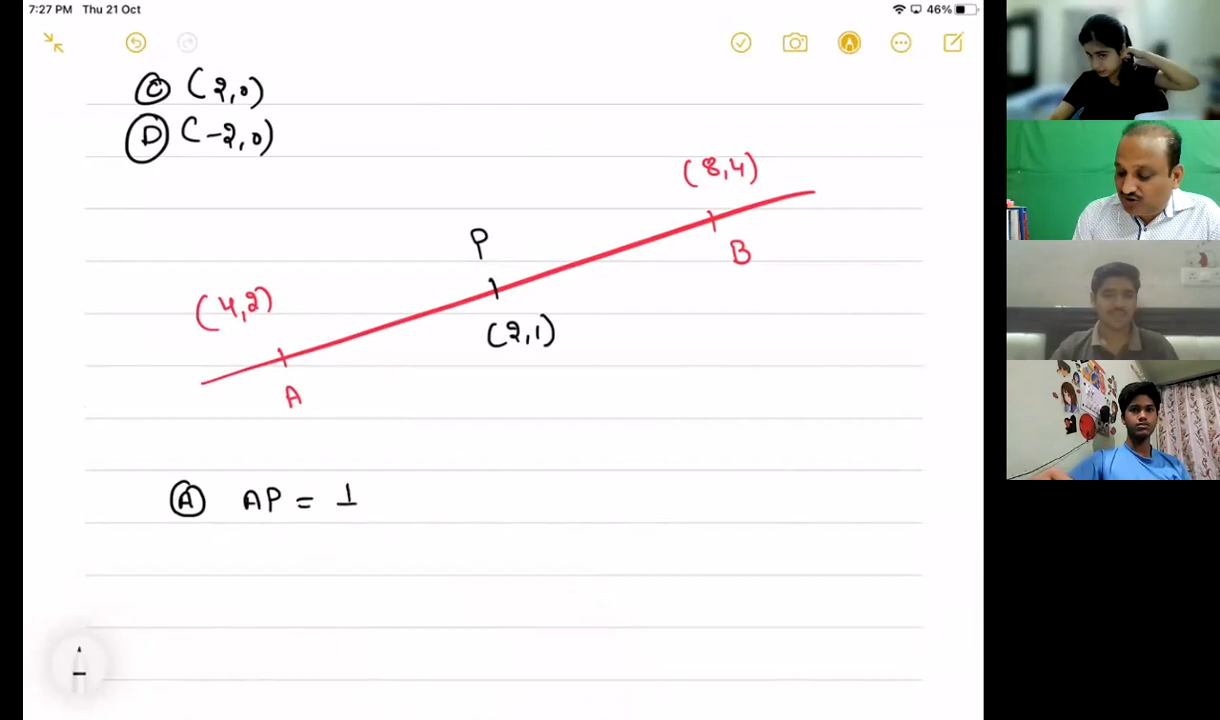 7:27 PM Thu 21 Oct
46%
C (2,0)
D (-2,0)
(8,4)
P
B
(4,2)
(2,1)
A
A AP = 1